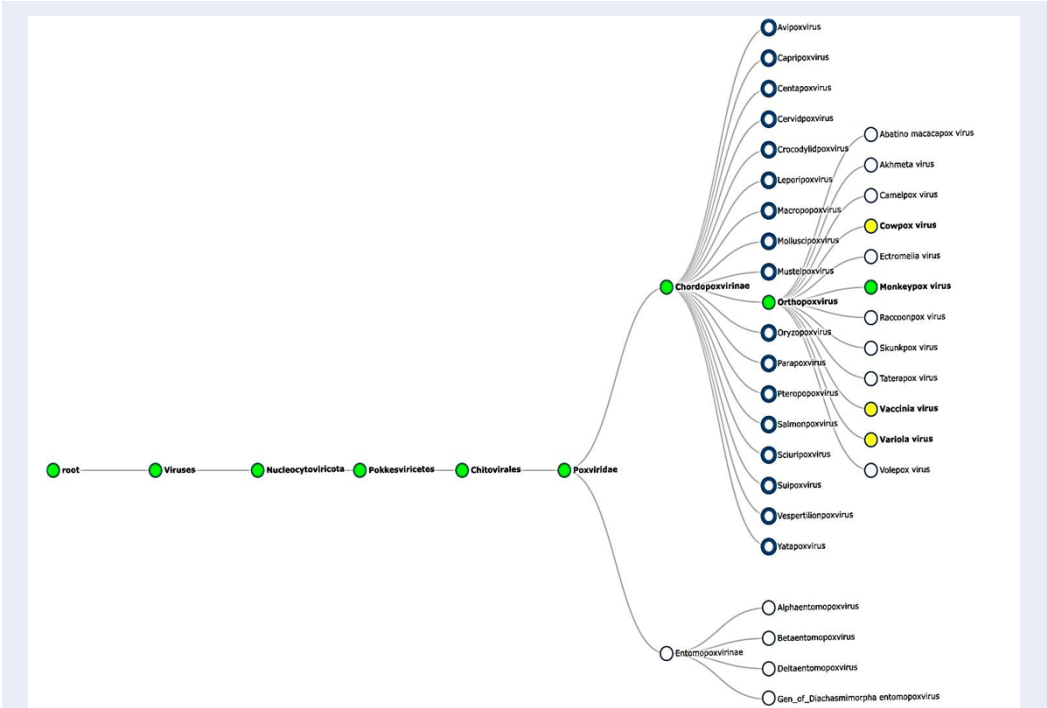 root
Viruses
Nucleocytoviricota
Pokkesviricetes
Chitovirales
Poxviridae
Chordopoxvirinae
Avipoxvirus
Capripoxvirus
Centapoxvirus
Cervidpoxvirus
Crocodylidpoxvirus
Leporipoxvirus
Macropopoxvirus
Molluscipoxvirus
Mustelpoxvirus
Orthopoxvirus
Abatino macacapox virus
Akhmeta virus
Camelpox virus
Cowpox virus
Ectromelia virus
Monkeypox virus
Raccoonpox virus
Skunkpox virus
Taterapox virus
Vaccinia virus
Variola virus
Volepox virus
Oryzopoxvirus
Parapoxvirus
Pteropopoxvirus
Salmonpoxvirus
Sciuripoxvirus
Suipoxvirus
Vespertilionpoxvirus
Yatapoxvirus
Entomopoxvirinae
Alphaentomopoxvirus
Betaentomopoxvirus
Deltaentomopoxvirus
Gen_of_Diachasmimorpha entomopoxvirus